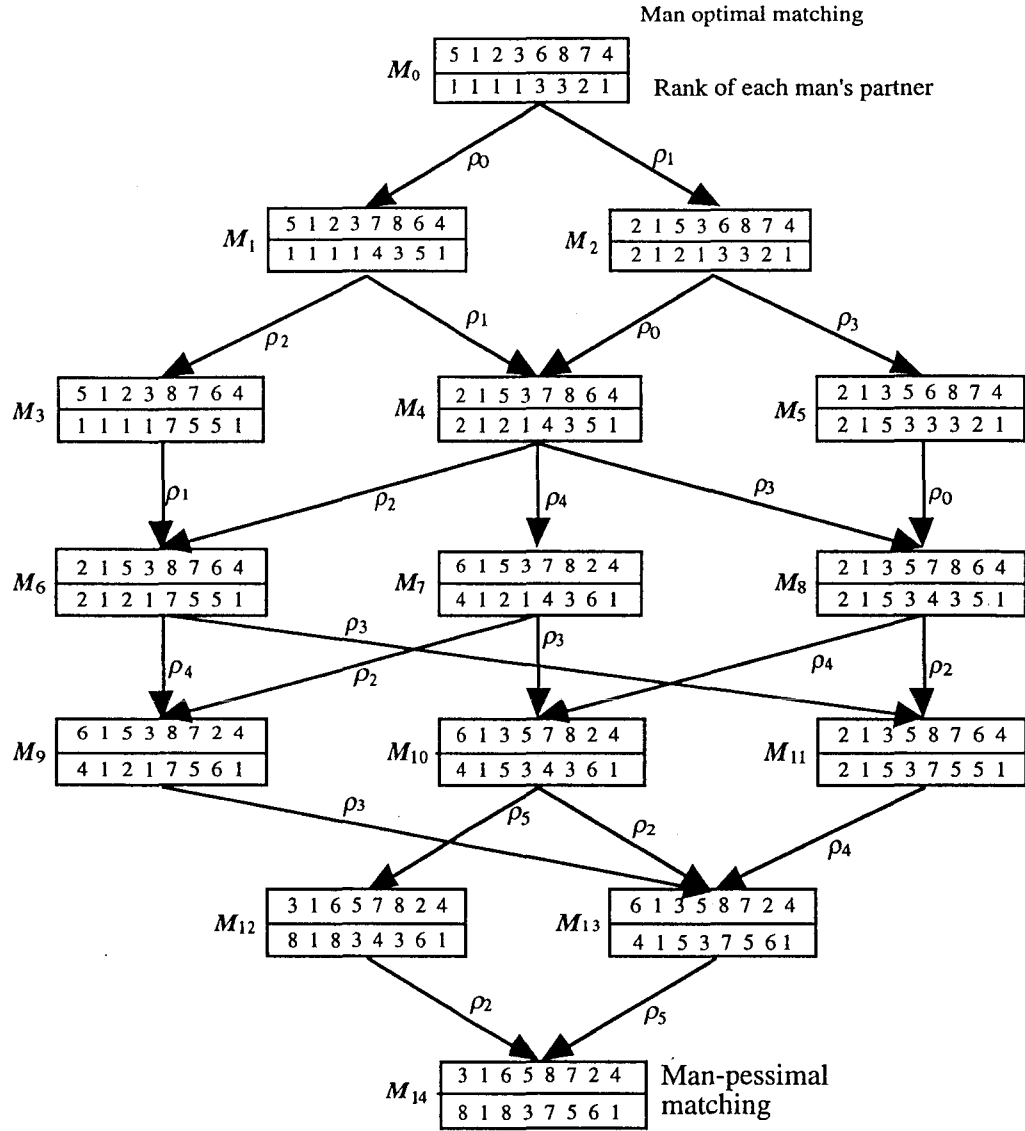 Man optimal matching
M0
5 1 2 3 6 8 7 4
1 1 1 1 3 3 2 1
Rank of each man's partner
ρ0
ρ1
M1
5 1 2 3 7 8 6 4
1 1 1 1 4 3 5 1
M2
2 1 5 3 6 8 7 4
2 1 2 1 3 3 2 1
ρ2
ρ1
ρ0
ρ3
M3
5 1 2 3 8 7 6 4
1 1 1 1 7 5 5 1
M4
2 1 5 3 7 8 6 4
2 1 2 1 4 3 5 1
M5
2 1 3 5 6 8 7 4
2 1 5 3 3 3 2 1
ρ1
ρ2
ρ4
ρ3
ρ0
M6
2 1 5 3 8 7 6 4
2 1 2 1 7 5 5 1
M7
6 1 5 3 7 8 2 4
4 1 2 1 4 3 6 1
M8
2 1 3 5 7 8 6 4
2 1 5 3 4 3 5 1
ρ4
ρ3
ρ2
ρ3
ρ4
ρ2
M9
6 1 5 3 8 7 2 4
4 1 2 1 7 5 6 1
M10
6 1 3 5 7 8 2 4
4 1 5 3 4 3 6 1
M11
2 1 3 5 8 7 6 4
2 1 5 3 7 5 5 1
ρ3
ρ5
ρ2
ρ4
M12
3 1 6 5 7 8 2 4
8 1 8 3 4 3 6 1
M13
6 1 3 5 8 7 2 4
4 1 5 3 7 5 6 1
ρ2
ρ5
M14
3 1 6 5 8 7 2 4
8 1 8 3 7 5 6 1
Man-pessimal
matching